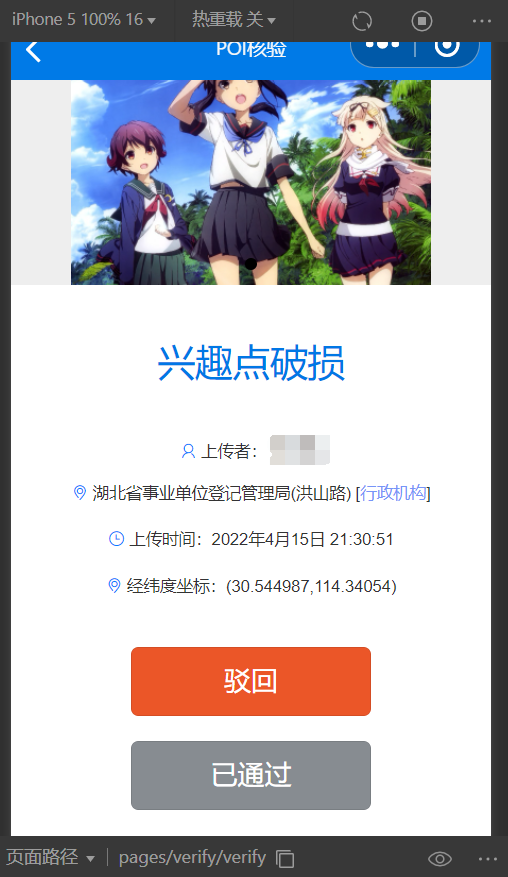 iPhone 5 100% 16
热重载 关
POI核验
兴趣点破损
上传者：
湖北省事业单位登记管理局(洪山路) [行政机构]
上传时间：2022年4月15日 21:30:51
经纬度坐标：(30.544987,114.34054)
驳回
已通过
页面路径
pages/verify/verify